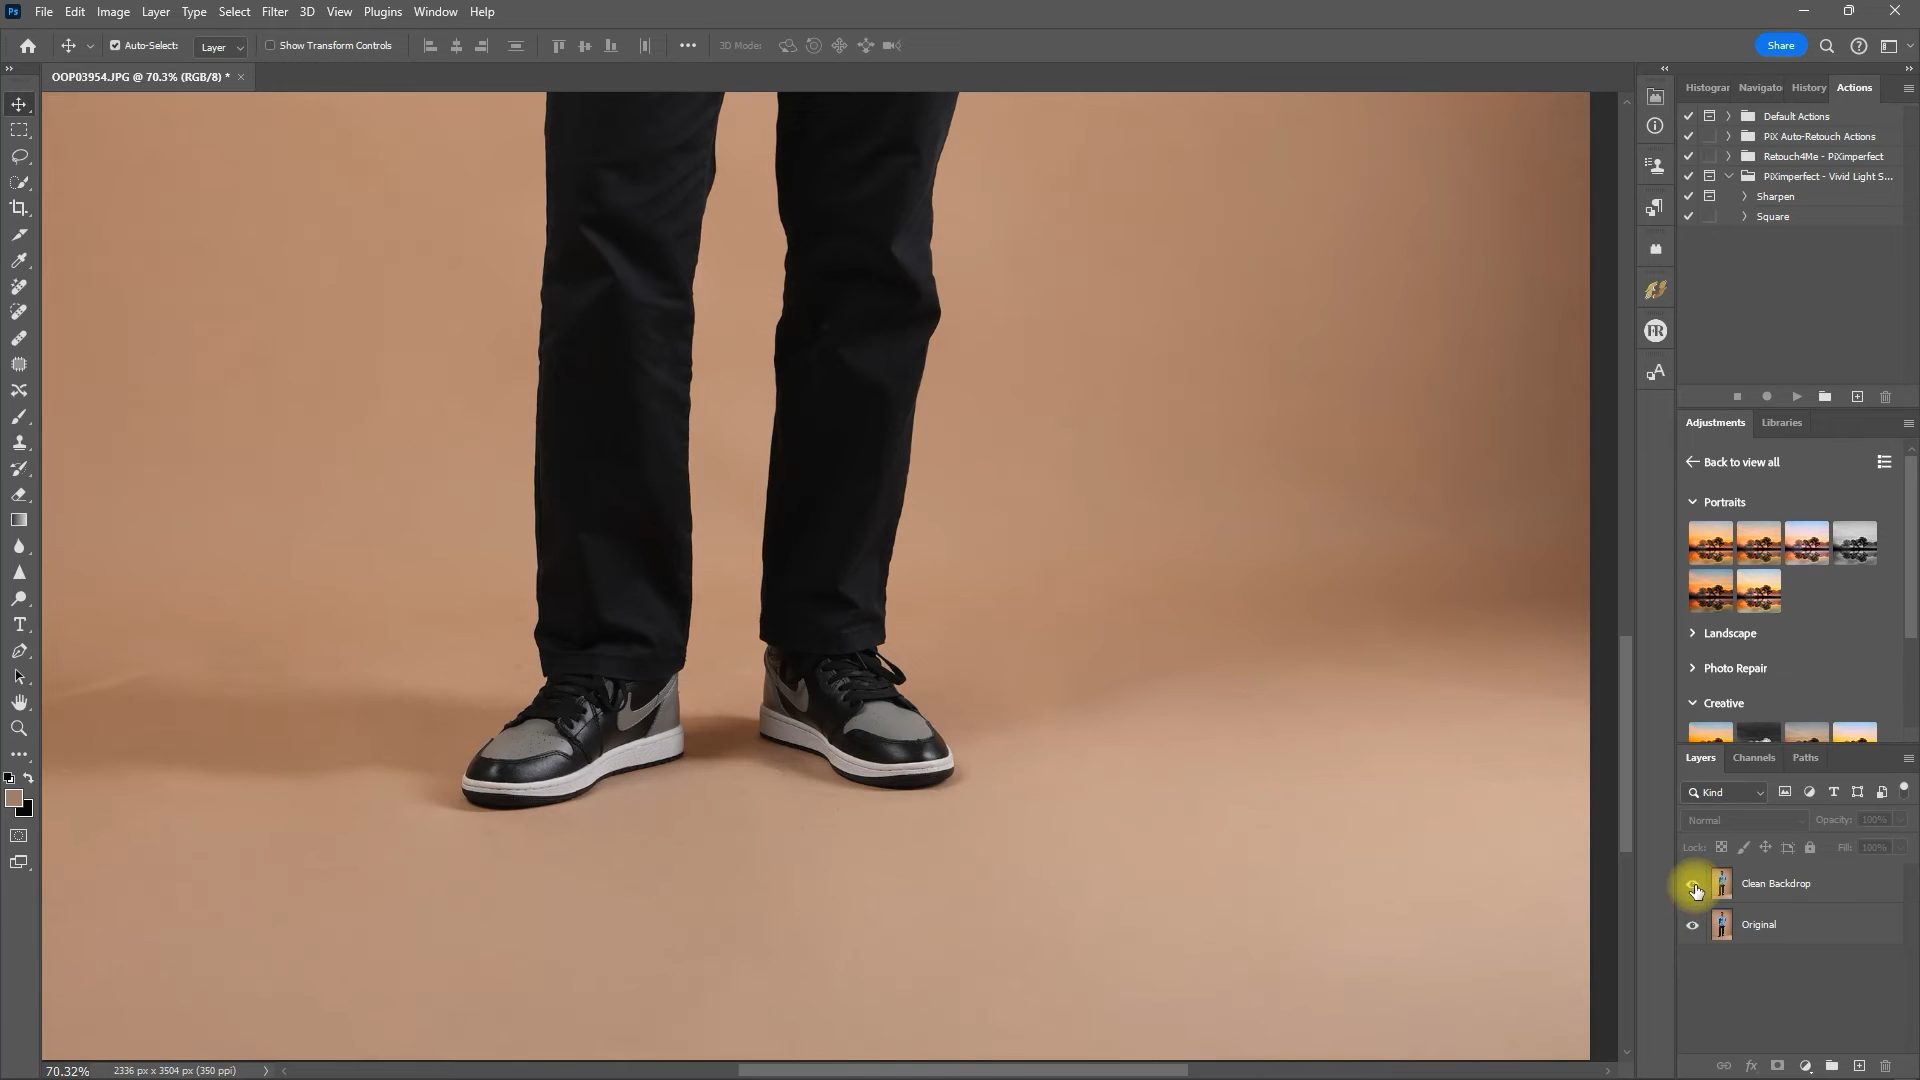 Ps File Edit Image Layer Type Select Filter 3D View Plugins Window Help
Auto-Select: Layer Show Transform Controls 3D Mode: Share
OOP03954.JPG @ 70.3% (RGB/8) *
Histogram Navigato History Actions
Default Actions
PiX Auto-Retouch Actions
Retouch4Me - PiXimperfect
PiXimperfect - Vivid Light S...
Sharpen
Square
Adjustments Libraries
Back to view all
Portraits
Landscape
Photo Repair
Creative
Layers Channels Paths
Kind
Normal Opacity: 100%
Lock: Fill: 100%
Clean Backdrop
Original
70.32% 2336 px x 3504 px (350 ppi)